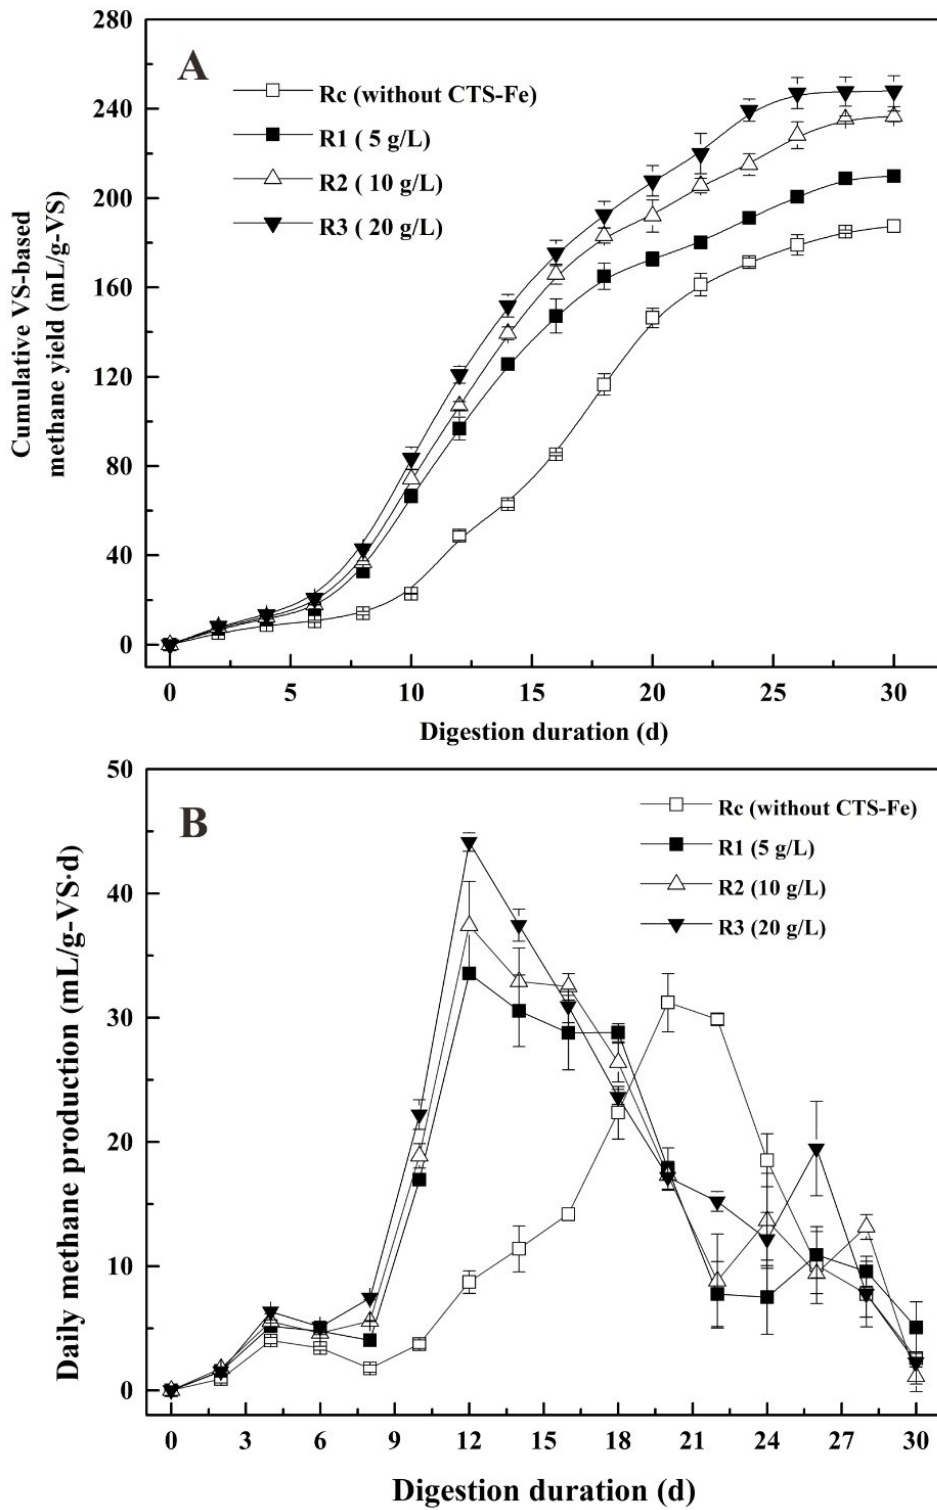 A
Rc (without CTS-Fe)
R1 ( 5 g/L)
R2 ( 10 g/L)
R3 ( 20 g/L)
Cumulative VS-based
methane yield (mL/g-VS)
280
240
200
160
120
80
40
0
0 5 10 15 20 25 30
Digestion duration (d)
B
Rc (without CTS-Fe)
R1 (5 g/L)
R2 (10 g/L)
R3 (20 g/L)
Daily methane production (mL/g-VS·d)
50
40
30
20
10
0
0 3 6 9 12 15 18 21 24 27 30
Digestion duration (d)